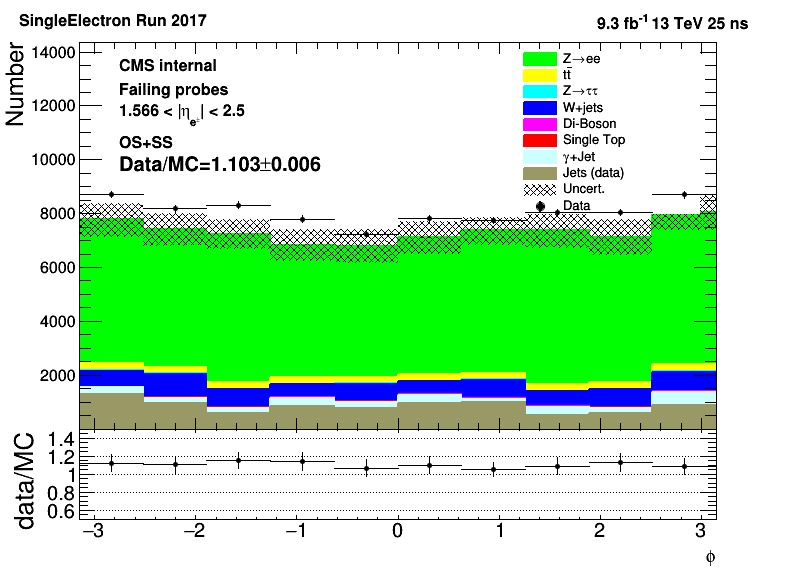 SingleElectron Run 2017
9.3 fb⁻¹ 13 TeV 25 ns
Number
14000
12000
10000
8000
6000
4000
2000
CMS internal
Failing probes
1.566 < |η_e±| < 2.5
OS+SS
Data/MC=1.103±0.006
Z→ee
tt̄
Z→ττ
W+jets
Di-Boson
Single Top
γ+Jet
Jets (data)
Uncert.
Data
data/MC
1.4
1.2
1
0.8
0.6
−3 −2 −1 0 1 2 3
ϕ